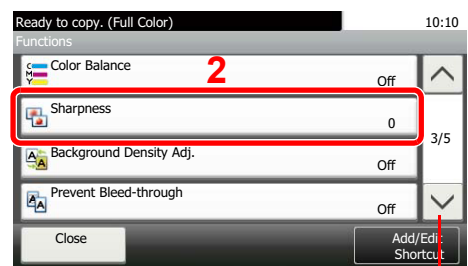 Ready to copy. (Full Color) 10:10
Functions
C
M
Y
Color Balance
2
Off
Sharpness
0
3/5
A
A
Background Density Adj.
Off
A
A
Prevent Bleed-through
Off
Close
Add/Edit
Shortcut